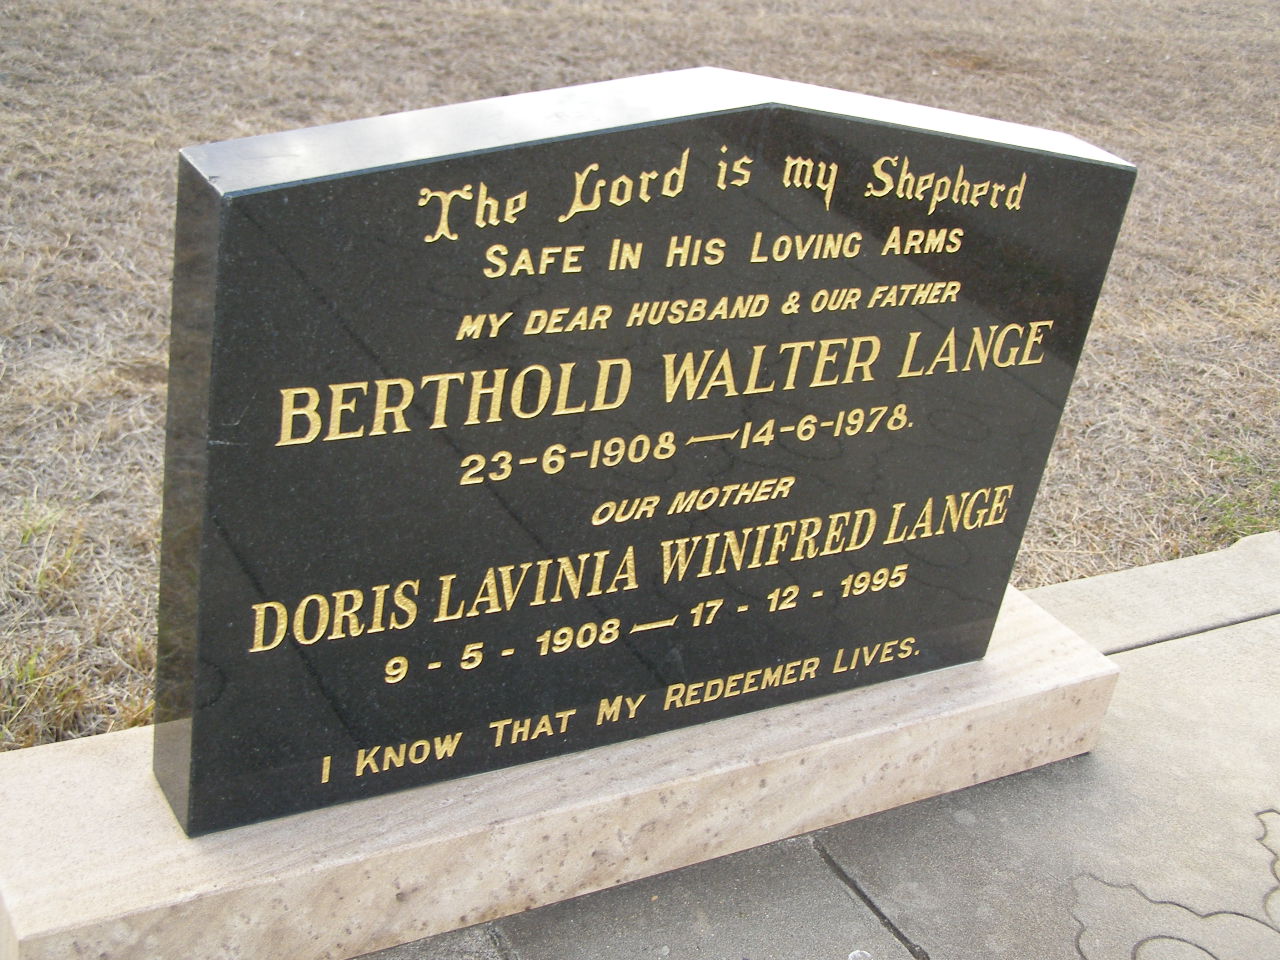 The Lord is my Shepherd
SAFE IN HIS LOVING ARMS
MY DEAR HUSBAND & OUR FATHER
BERTHOLD WALTER LANGE
23-6-1908 — 14-6-1978.
OUR MOTHER
DORIS LAVINIA WINIFRED LANGE
9 - 5 - 1908 — 17 - 12 - 1995
I KNOW THAT MY REDEEMER LIVES.